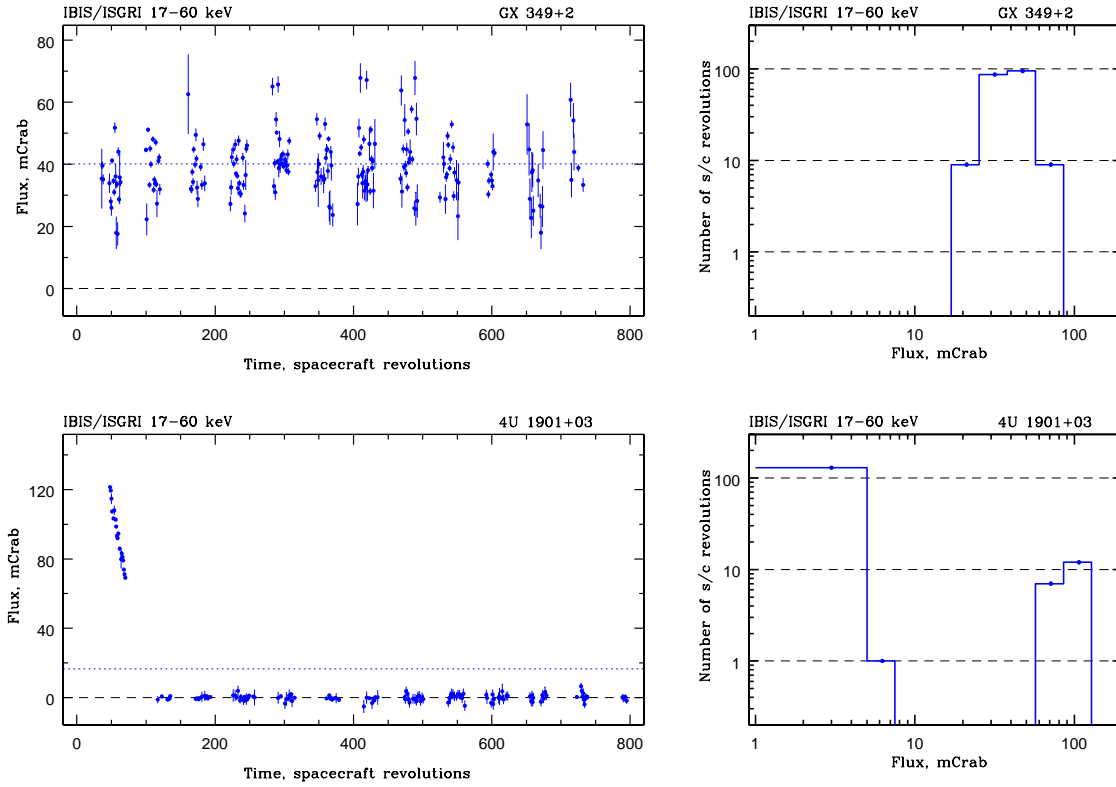 IBIS/ISGRI 17-60 keV GX 349+2
80
60
40
20
0
Flux, mCrab
0 200 400 600 800
Time, spacecraft revolutions
IBIS/ISGRI 17-60 keV GX 349+2
100
10
1
Number of s/c revolutions
1 10 100
Flux, mCrab
IBIS/ISGRI 17-60 keV 4U 1901+03
120
80
40
0
Flux, mCrab
0 200 400 600 800
Time, spacecraft revolutions
IBIS/ISGRI 17-60 keV 4U 1901+03
100
10
1
Number of s/c revolutions
1 10 100
Flux, mCrab